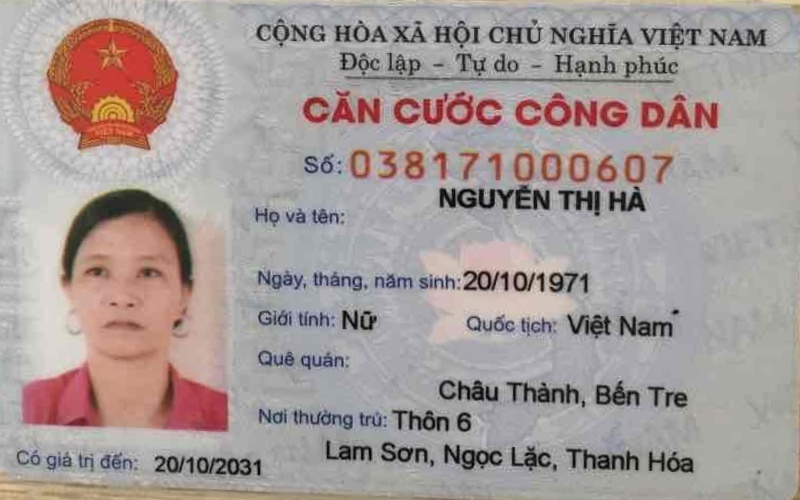 CỘNG HÒA XÃ HỘI CHỦ NGHĨA VIỆT NAM
Độc lập - Tự do - Hạnh phúc
CĂN CƯỚC CÔNG DÂN
Số: 038171000607
Họ và tên: NGUYỄN THỊ HÀ
Ngày, tháng, năm sinh: 20/10/1971
Giới tính: Nữ Quốc tịch: Việt Nam
Quê quán:
Châu Thành, Bến Tre
Nơi thường trú: Thôn 6
Lam Sơn, Ngọc Lặc, Thanh Hóa
Có giá trị đến: 20/10/2031